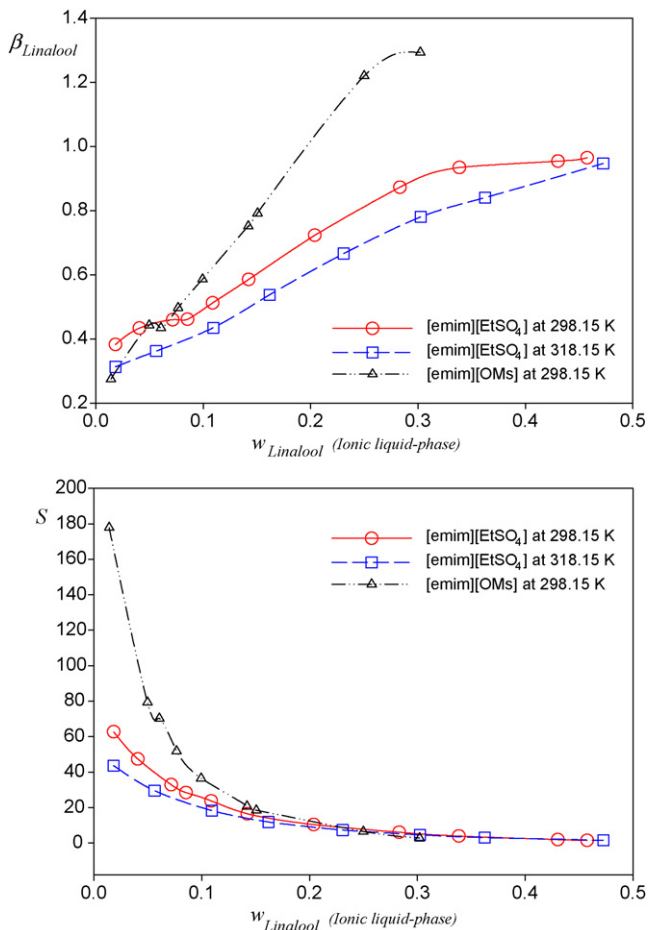 1.4
β Linalool
1.2
1.0
0.8
0.6
0.4
0.2
[emim][EtSO4] at 298.15 K
[emim][EtSO4] at 318.15 K
[emim][OMs] at 298.15 K
0.0 0.1 0.2 0.3 0.4 0.5
w Linalool (Ionic liquid-phase)
200
S
180
160
140
120
100
80
60
40
20
0
[emim][EtSO4] at 298.15 K
[emim][EtSO4] at 318.15 K
[emim][OMs] at 298.15 K
0.0 0.1 0.2 0.3 0.4 0.5
w Linalool (Ionic liquid-phase)